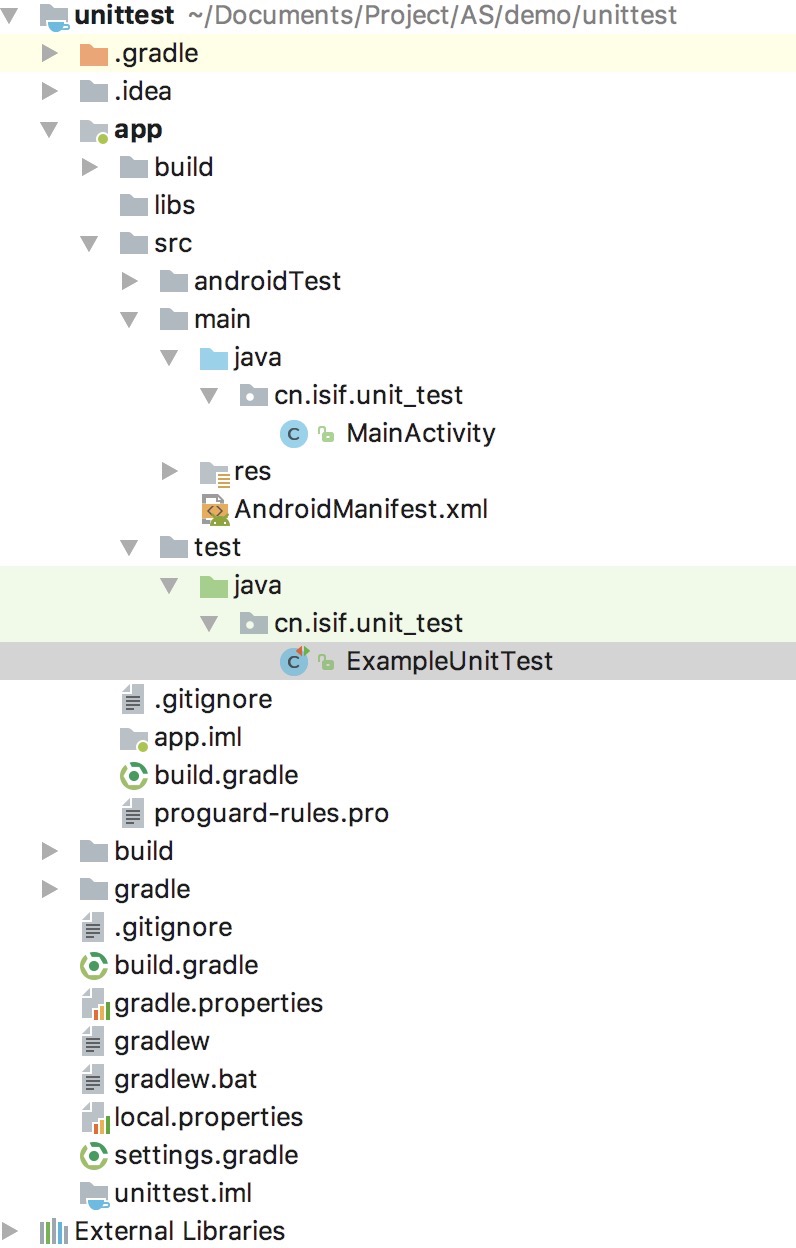 unittest ~/Documents/Project/AS/demo/unittest
.gradle
.idea
app
build
libs
src
androidTest
main
java
cn.isif.unit_test
C MainActivity
res
AndroidManifest.xml
test
java
cn.isif.unit_test
C ExampleUnitTest
.gitignore
app.iml
build.gradle
proguard-rules.pro
build
gradle
.gitignore
build.gradle
gradle.properties
gradlew
gradlew.bat
local.properties
settings.gradle
unittest.iml
External Libraries